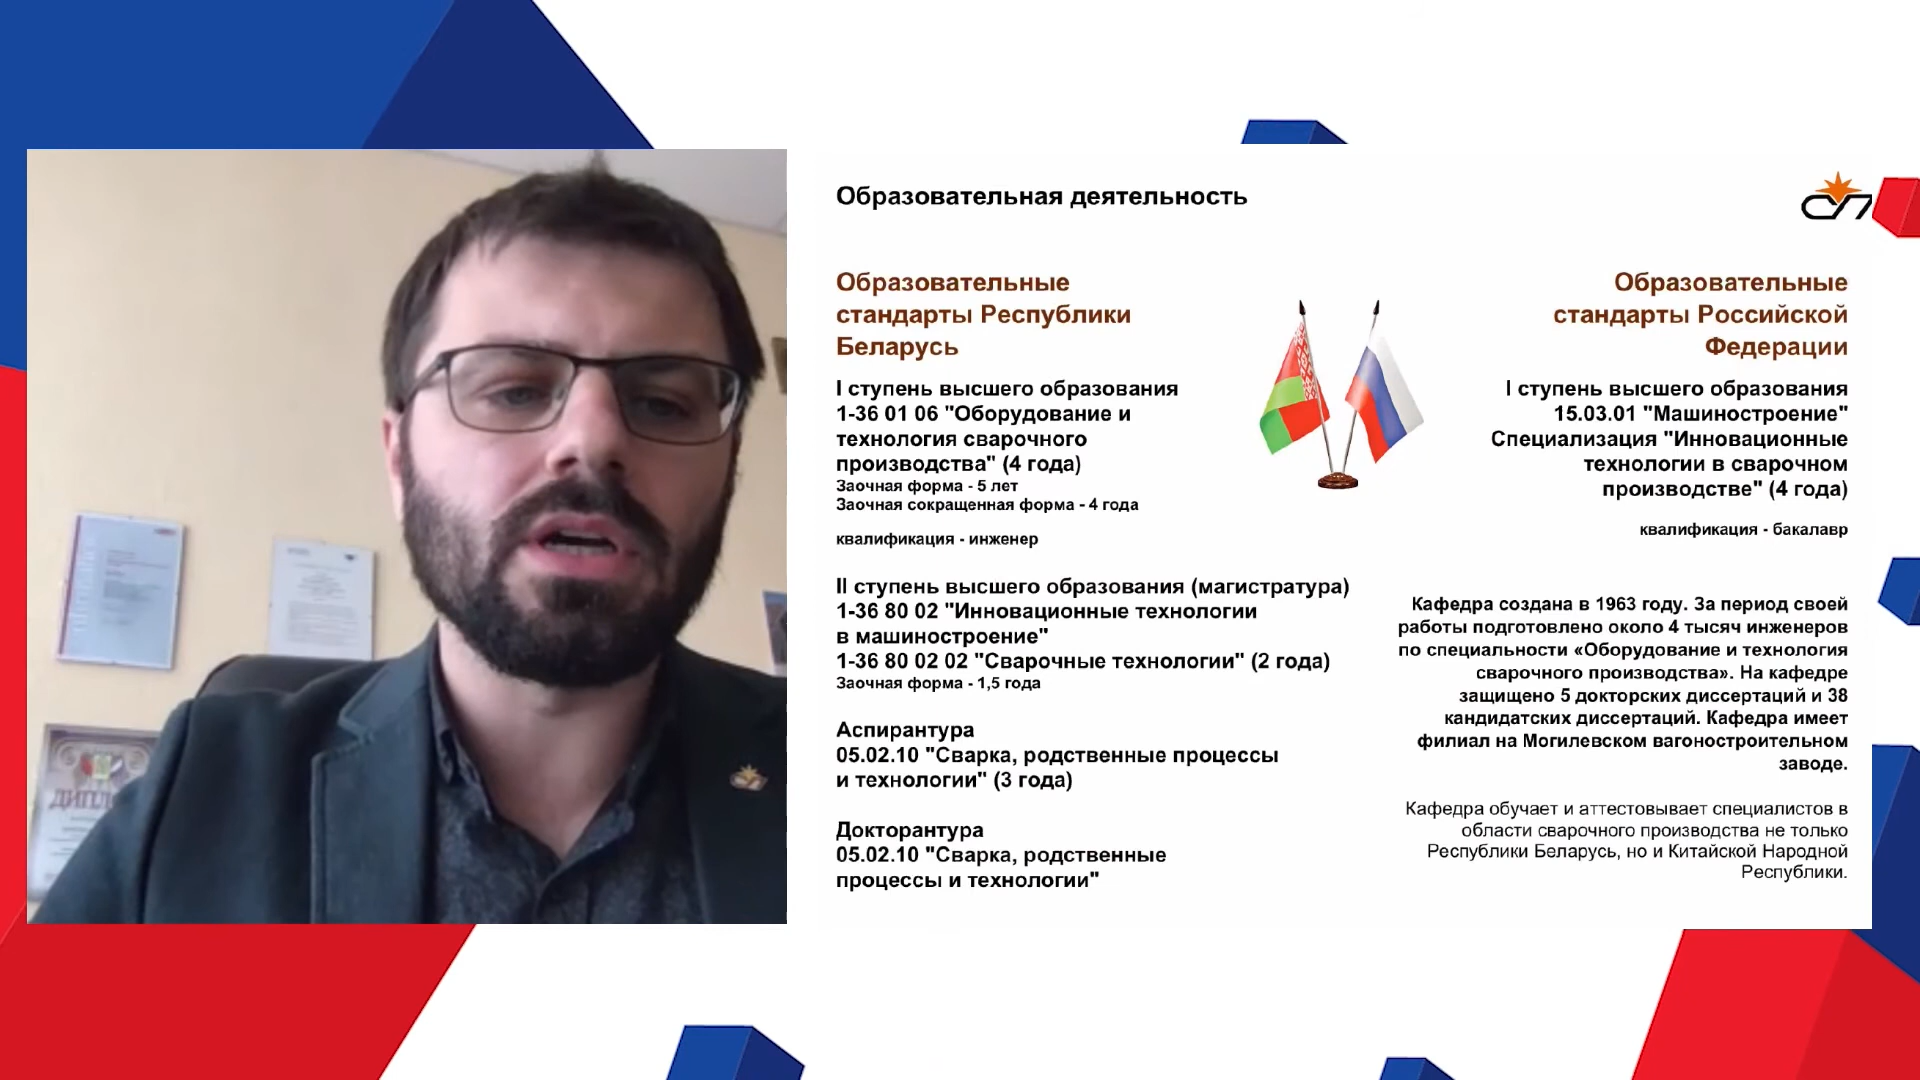 Образовательная деятельность
СП
Образовательные
стандарты Республики
Беларусь
I ступень высшего образования
1-36 01 06 "Оборудование и
технология сварочного
производства" (4 года)
Заочная форма - 5 лет
Заочная сокращенная форма - 4 года
квалификация - инженер
II ступень высшего образования (магистратура)
1-36 80 02 "Инновационные технологии
в машиностроение"
1-36 80 02 02 "Сварочные технологии" (2 года)
Заочная форма - 1,5 года
Аспирантура
05.02.10 "Сварка, родственные процессы
и технологии" (3 года)
Докторантура
05.02.10 "Сварка, родственные
процессы и технологии"
Образовательные
стандарты Российской
Федерации
I ступень высшего образования
15.03.01 "Машиностроение"
Специализация "Инновационные
технологии в сварочном
производстве" (4 года)
квалификация - бакалавр
Кафедра создана в 1963 году. За период своей
работы подготовлено около 4 тысяч инженеров
по специальности «Оборудование и технология
сварочного производства». На кафедре
защищено 5 докторских диссертаций и 38
кандидатских диссертаций. Кафедра имеет
филиал на Могилевском вагоностроительном
заводе.
Кафедра обучает и аттестовывает специалистов в
области сварочного производства не только
Республики Беларусь, но и Китайской Народной
Республики.